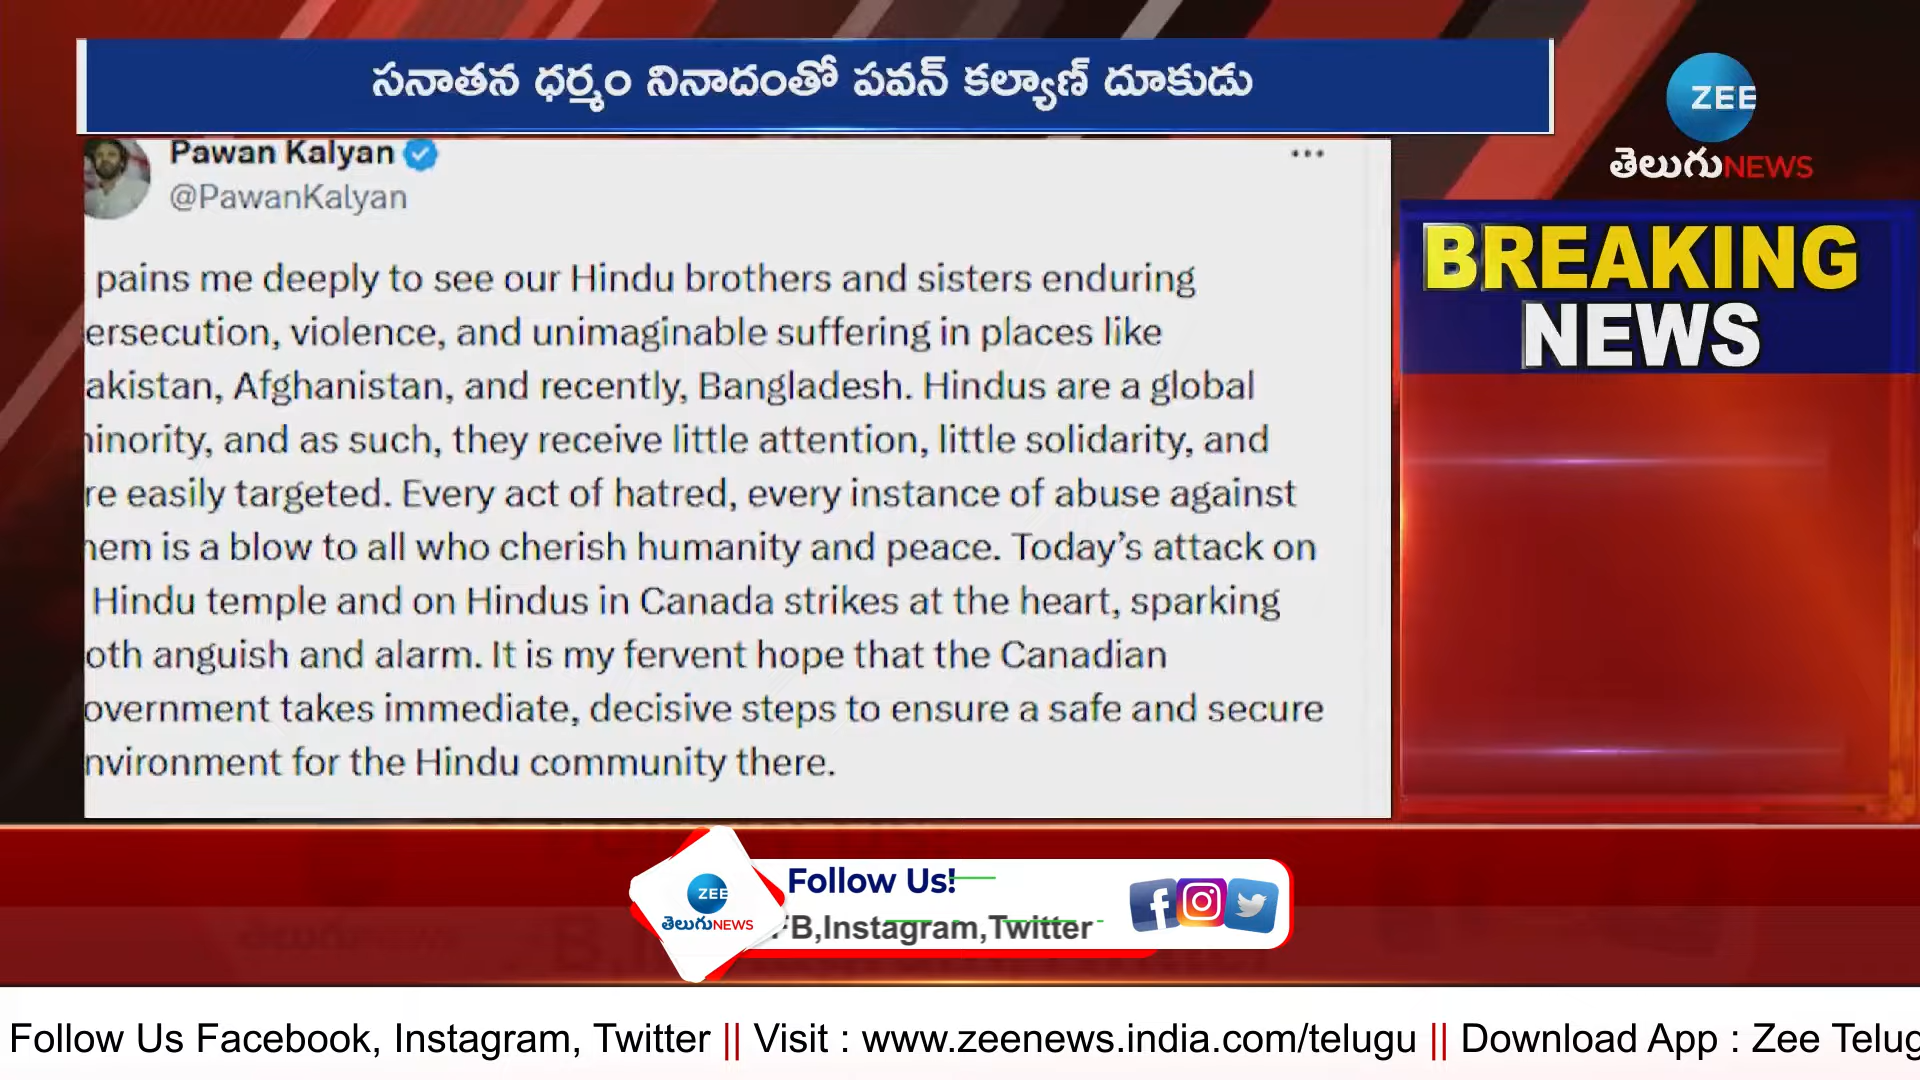 సనాతన ధర్మం నినాదంతో పవన్ కల్యాణ్ దూకుడు
ZEE
తెలుగు NEWS
Pawan Kalyan
@PawanKalyan
BREAKING
NEWS
pains me deeply to see our Hindu brothers and sisters enduring
ersecution, violence, and unimaginable suffering in places like
akistan, Afghanistan, and recently, Bangladesh. Hindus are a global
inority, and as such, they receive little attention, little solidarity, and
re easily targeted. Every act of hatred, every instance of abuse against
hem is a blow to all who cherish humanity and peace. Today’s attack on
Hindu temple and on Hindus in Canada strikes at the heart, sparking
oth anguish and alarm. It is my fervent hope that the Canadian
overnment takes immediate, decisive steps to ensure a safe and secure
nvironment for the Hindu community there.
ZEE
తెలుగు NEWS
Follow Us!
FB,Instagram,Twitter
Follow Us Facebook, Instagram, Twitter || Visit : www.zeenews.india.com/telugu || Download App : Zee Telug